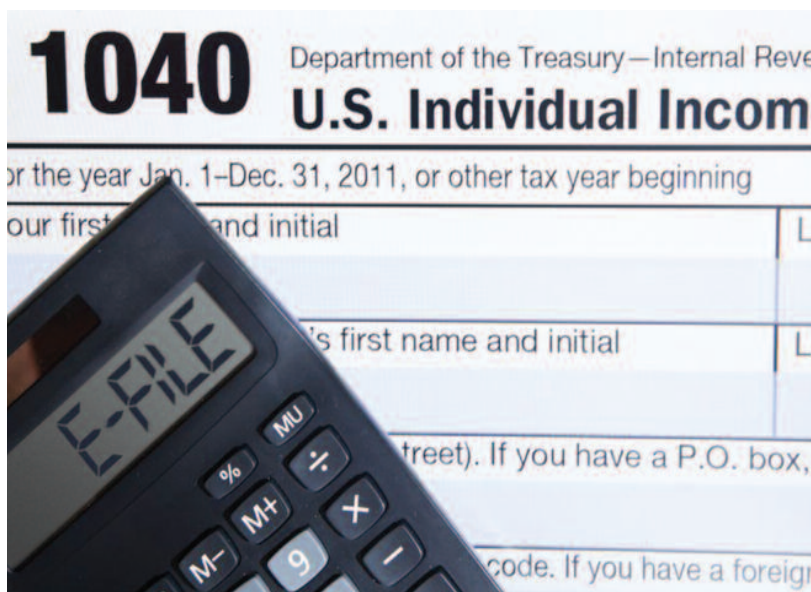 1040
Department of the Treasury—Internal Reve
U.S. Individual Incom
or the year Jan. 1–Dec. 31, 2011, or other tax year beginning
our first and initial
L
's first name and initial
L
treet). If you have a P.O. box,
code. If you have a foreign
E-FILE
MU
% ÷
M+ ×
M– 9 –